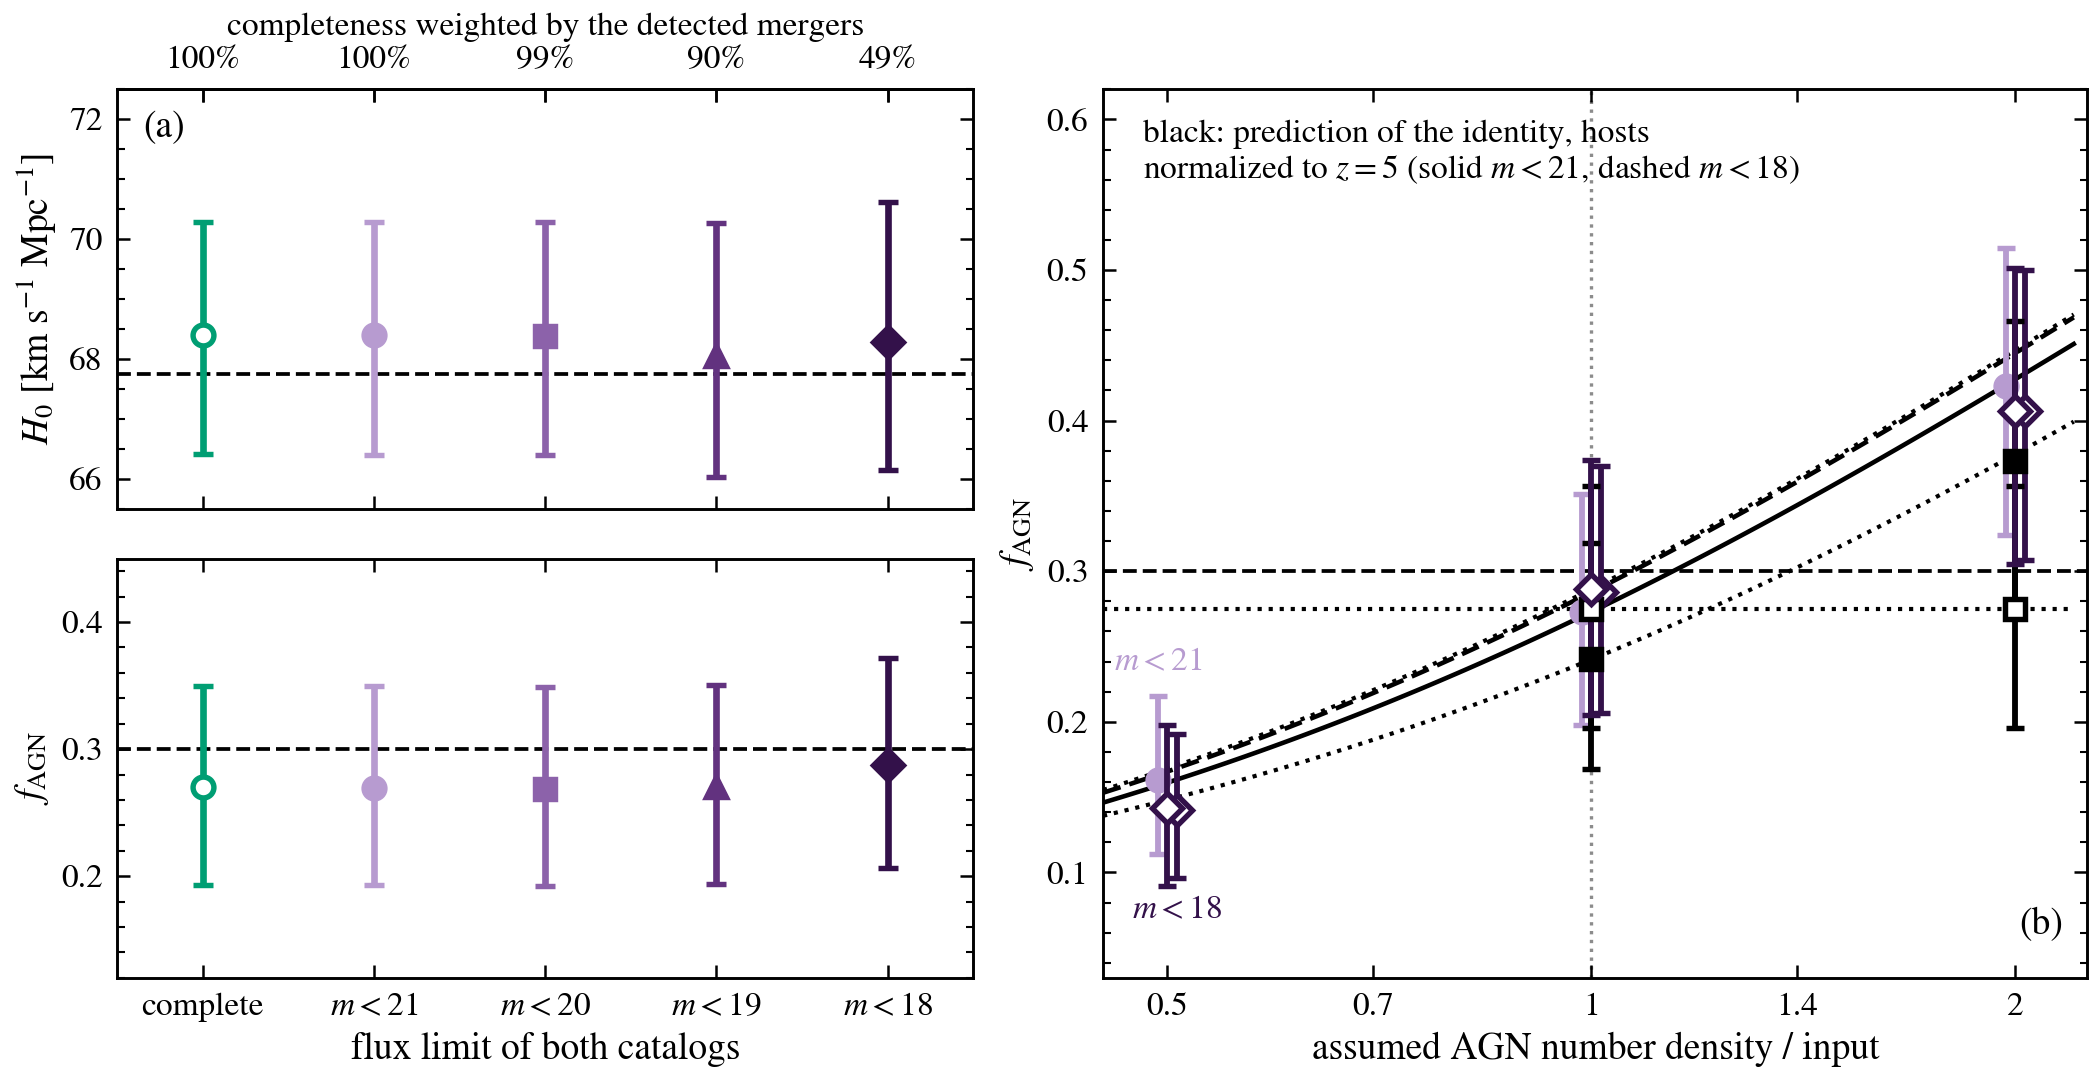 completeness weighted by the detected mergers
100% 100% 99% 90% 49%
(a)
72
70
68
66
H₀ [km s⁻¹ Mpc⁻¹]
0.4
0.3
0.2
f_AGN
complete m < 21 m < 20 m < 19 m < 18
flux limit of both catalogs
black: prediction of the identity, hosts
normalized to z = 5 (solid m < 21, dashed m < 18)
0.6
0.5
0.4
0.3
0.2
0.1
f_AGN
m < 21
m < 18
(b)
0.5 0.7 1 1.4 2
assumed AGN number density / input